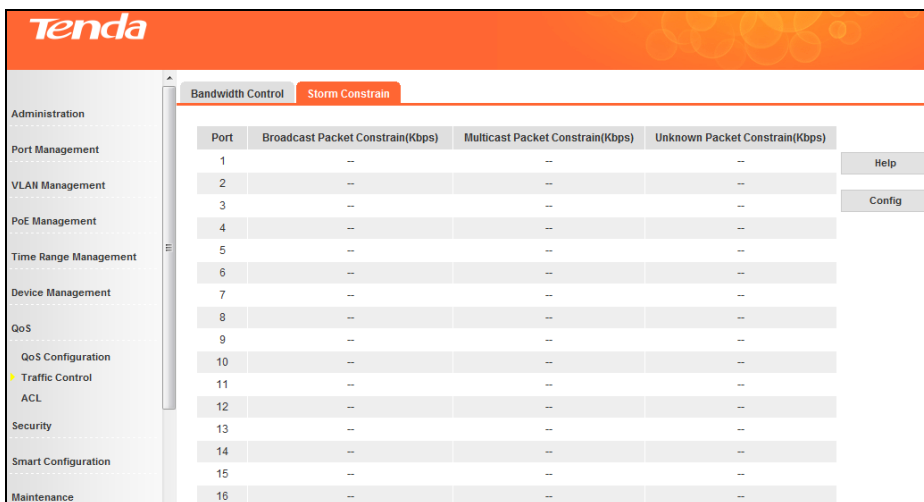 Tenda
Administration
Port Management
VLAN Management
PoE Management
Time Range Management
Device Management
QoS
QoS Configuration
Traffic Control
ACL
Security
Smart Configuration
Maintenance
Bandwidth Control Storm Constrain
Port Broadcast Packet Constrain(Kbps) Multicast Packet Constrain(Kbps) Unknown Packet Constrain(Kbps)
1 -- -- --
2 -- -- --
3 -- -- --
4 -- -- --
5 -- -- --
6 -- -- --
7 -- -- --
8 -- -- --
9 -- -- --
10 -- -- --
11 -- -- --
12 -- -- --
13 -- -- --
14 -- -- --
15 -- -- --
16 -- -- --
Help
Config